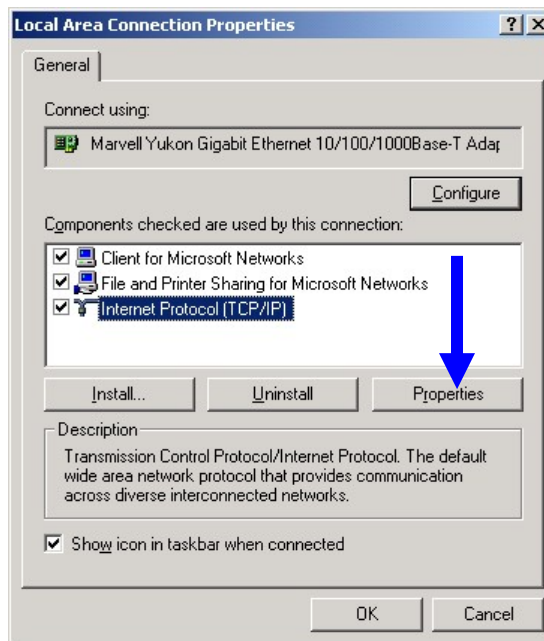 Local Area Connection Properties
General
Connect using:
Marvell Yukon Gigabit Ethernet 10/100/1000Base-T Adap
Configure
Components checked are used by this connection:
Client for Microsoft Networks
File and Printer Sharing for Microsoft Networks
Internet Protocol (TCP/IP)
Install... Uninstall Properties
Description
Transmission Control Protocol/Internet Protocol. The default
wide area network protocol that provides communication
across diverse interconnected networks.
Show icon in taskbar when connected
OK Cancel